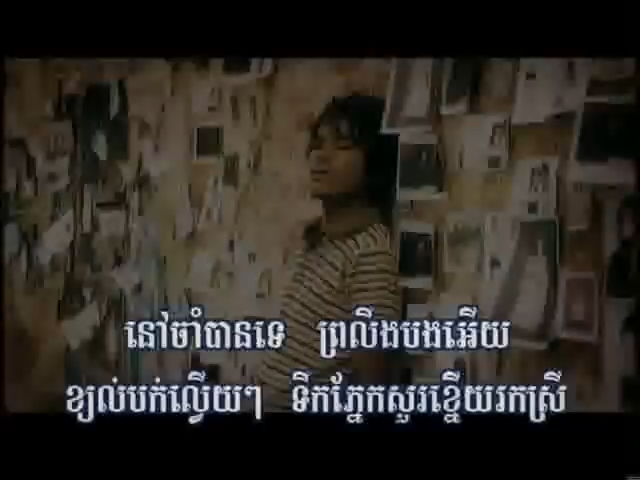 នៅចាំបានទេ ព្រលឹងបងអើយ
ខ្យល់បក់ល្វើយៗ ទឹកភ្នែកសួរខ្នើយរកស្រី